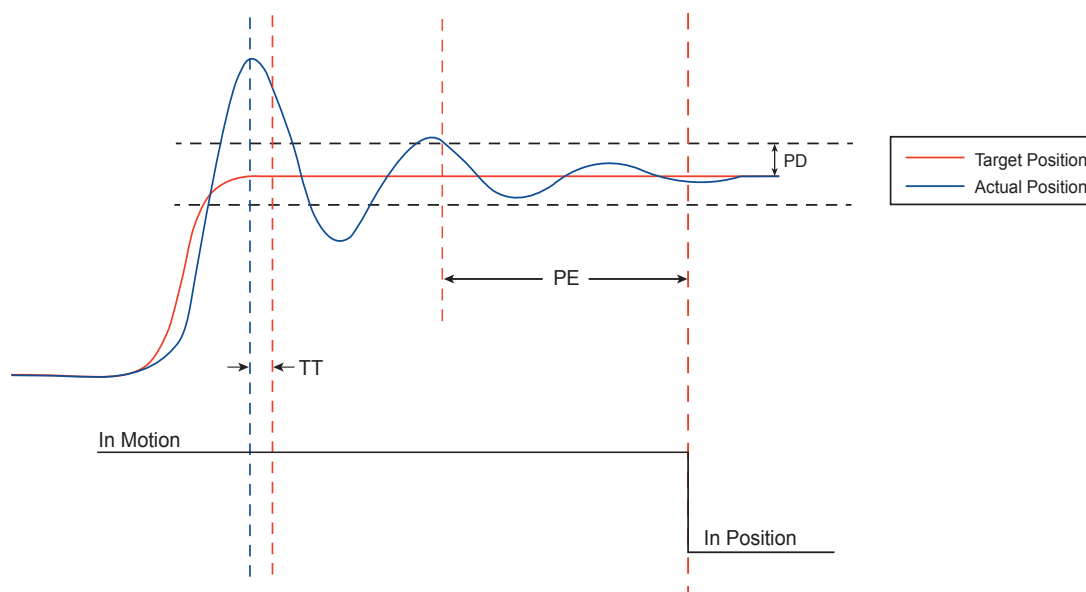 PD
Target Position
Actual Position
PE
TT
In Motion
In Position